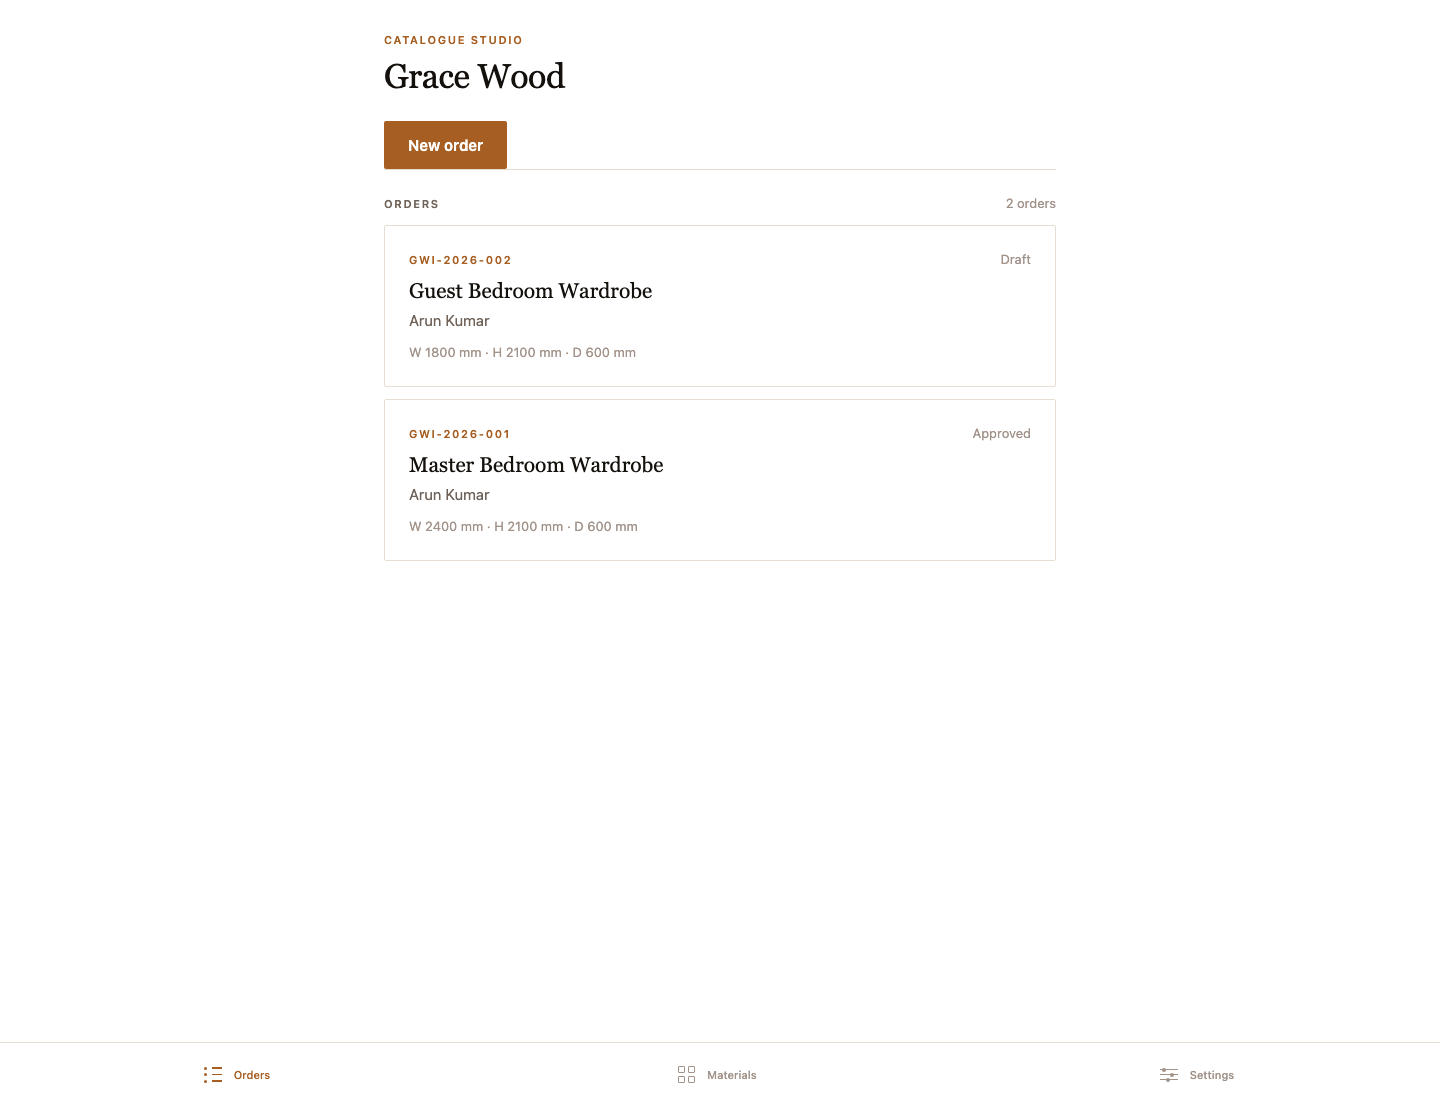 CATALOGUE STUDIO
Grace Wood
New order
ORDERS
2 orders
GWI-2026-002
Draft
Guest Bedroom Wardrobe
Arun Kumar
W 1800 mm · H 2100 mm · D 600 mm
GWI-2026-001
Approved
Master Bedroom Wardrobe
Arun Kumar
W 2400 mm · H 2100 mm · D 600 mm
Orders
Materials
Settings